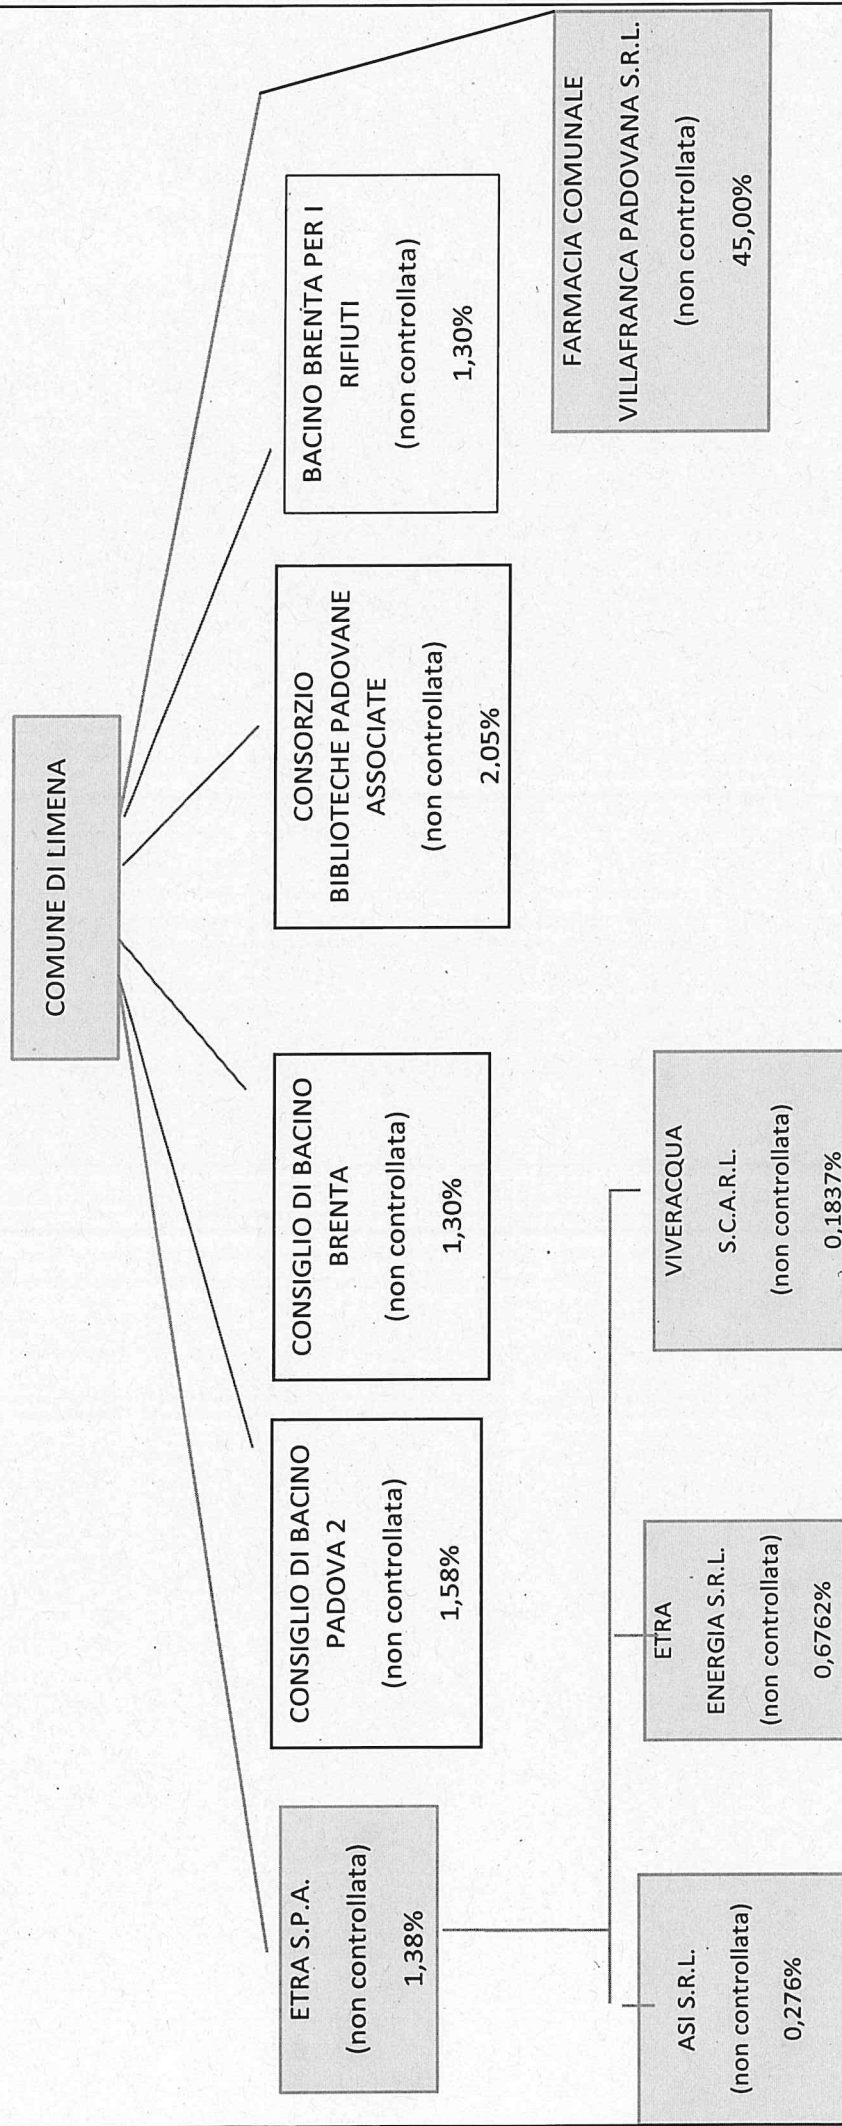 COMUNE DI LIMENA
ETRA S.P.A.
(non controllata)
1,38%
CONSIGLIO DI BACINO
PADOVA 2
(non controllata)
1,58%
CONSIGLIO DI BACINO
BRENTA
(non controllata)
1,30%
CONSORZIO
BIBLIOTECHE PADOVANE
ASSOCIATE
(non controllata)
2,05%
BACINO BRENTA PER I
RIFIUTI
(non controllata)
1,30%
FARMACIA COMUNALE
VILLAFRANCA PADOVANA S.R.L.
(non controllata)
45,00%
ASI S.R.L.
(non controllata)
0,276%
ETRA
ENERGIA S.R.L.
(non controllata)
0,6762%
VIVERACQUA
S.C.A.R.L.
(non controllata)
0,1837%